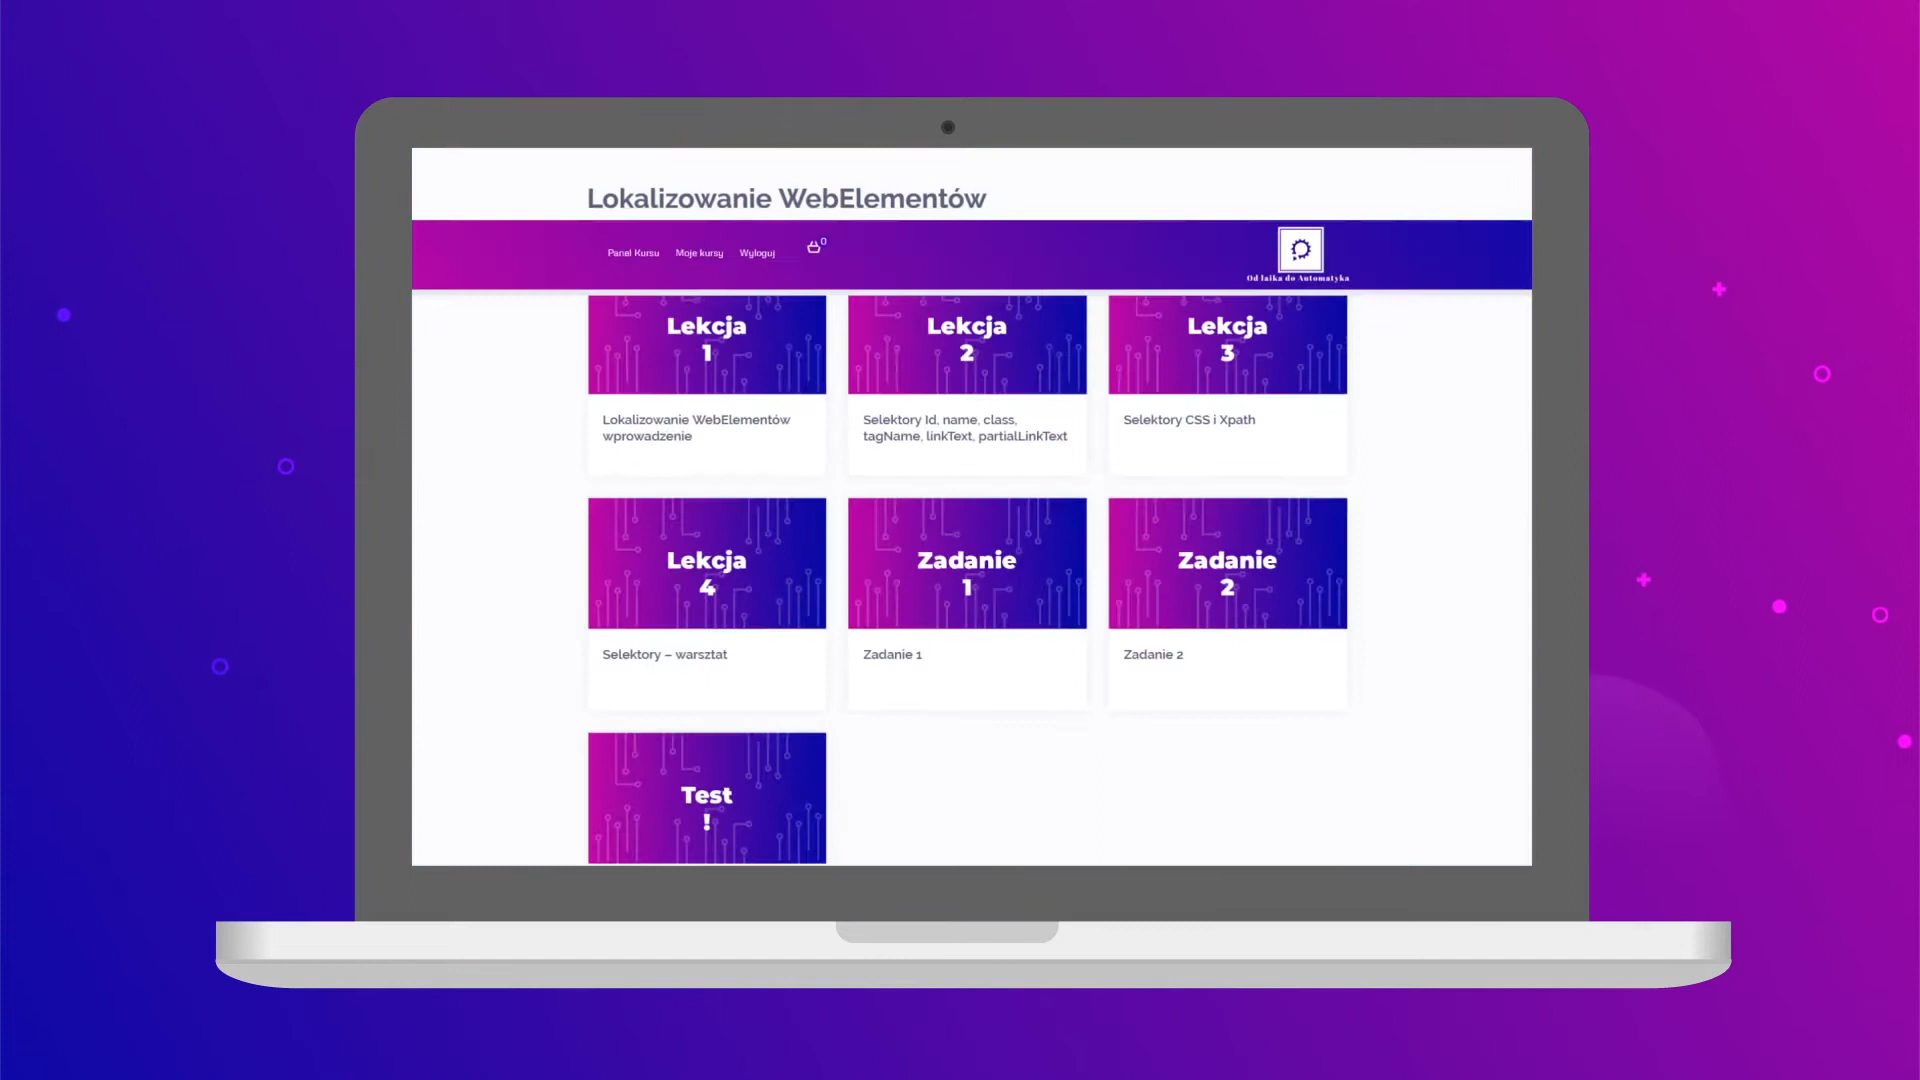 Lokalizowanie WebElementów
Panel Kursu Moje kursy Wyloguj 0
Od laika do Automatyka
Lekcja
1
Lokalizowanie WebElementów
wprowadzenie
Lekcja
2
Selektory Id, name, class,
tagName, linkText, partialLinkText
Lekcja
3
Selektory CSS i Xpath
Lekcja
4
Selektory – warsztat
Zadanie
1
Zadanie 1
Zadanie
2
Zadanie 2
Test
!